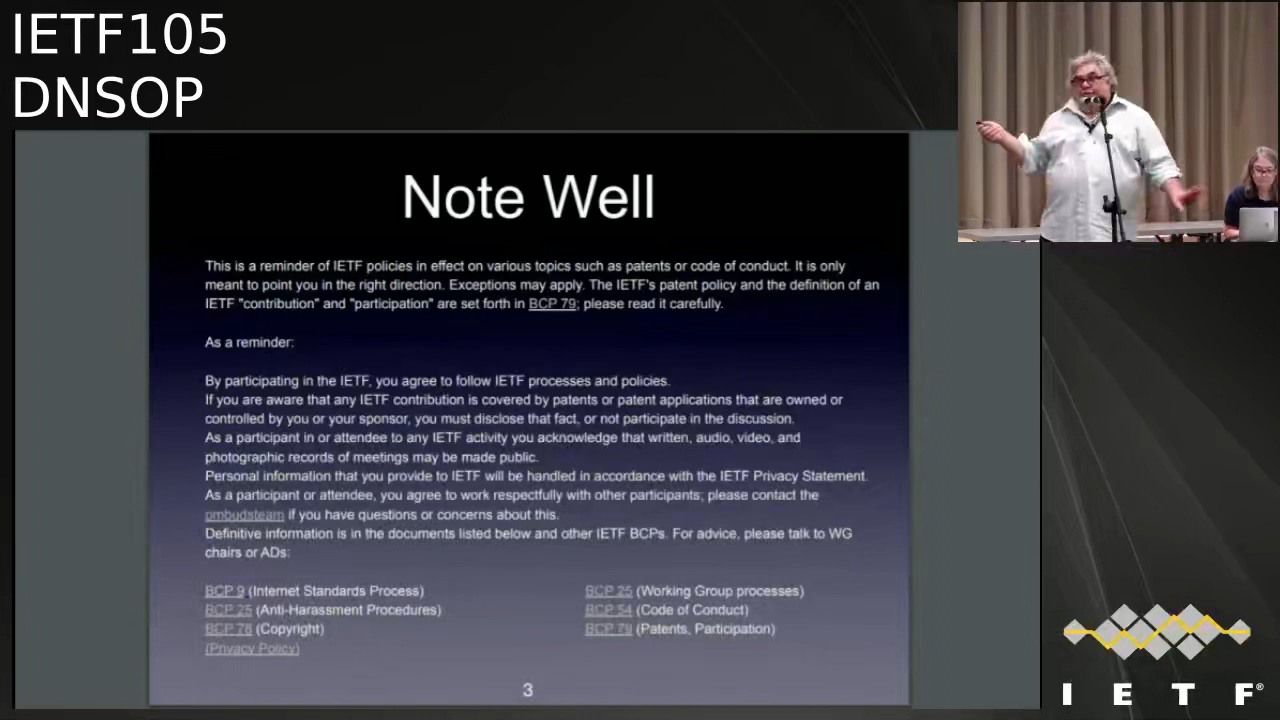 IETF105
DNSOP
Note Well
This is a reminder of IETF policies in effect on various topics such as patents or code of conduct. It is only
meant to point you in the right direction. Exceptions may apply. The IETF's patent policy and the definition of an
IETF "contribution" and "participation" are set forth in BCP 79; please read it carefully.
As a reminder:
By participating in the IETF, you agree to follow IETF processes and policies.
If you are aware that any IETF contribution is covered by patents or patent applications that are owned or
controlled by you or your sponsor, you must disclose that fact, or not participate in the discussion.
As a participant in or attendee to any IETF activity you acknowledge that written, audio, video, and
photographic records of meetings may be made public.
Personal information that you provide to IETF will be handled in accordance with the IETF Privacy Statement.
As a participant or attendee, you agree to work respectfully with other participants; please contact the
ombudsteam if you have questions or concerns about this.
Definitive information is in the documents listed below and other IETF BCPs. For advice, please talk to WG
chairs or ADs:
BCP 9 (Internet Standards Process)
BCP 25 (Anti-Harassment Procedures)
BCP 78 (Copyright)
(Privacy Policy)
BCP 25 (Working Group processes)
BCP 54 (Code of Conduct)
BCP 79 (Patents, Participation)
3
I E T F®